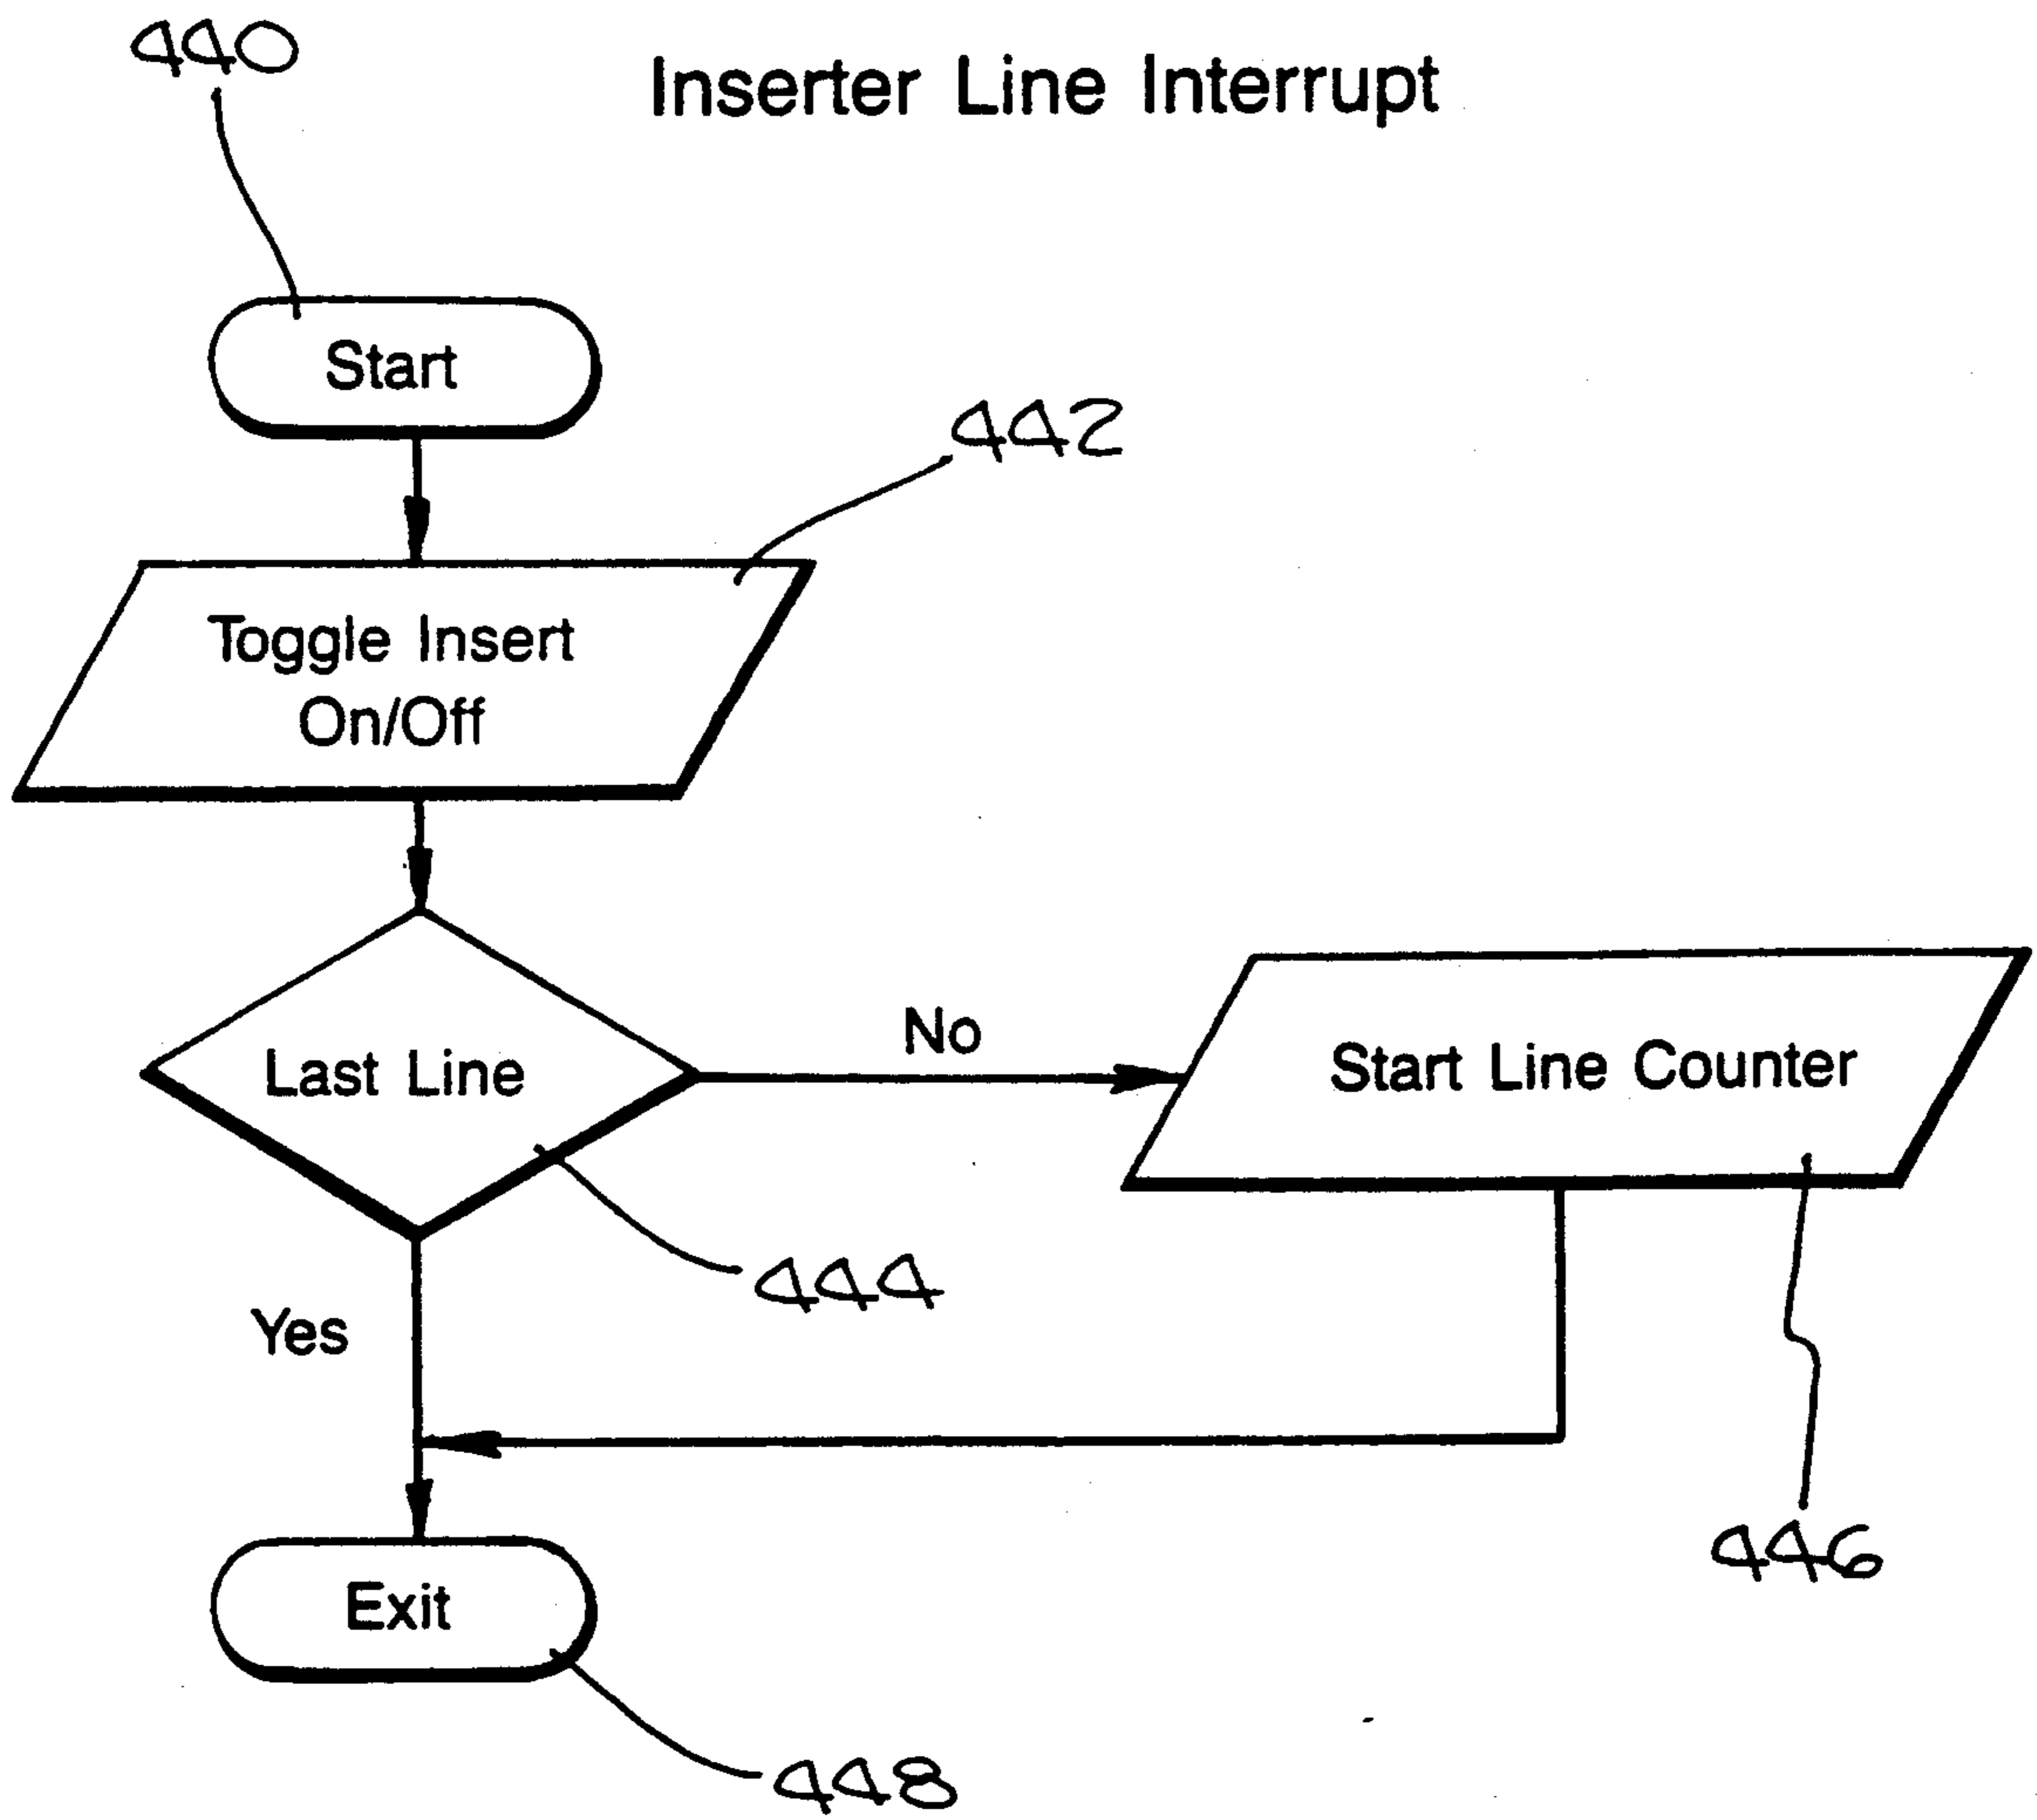 440
Inserter Line Interrupt
Start
442
Toggle Insert
On/Off
Last Line
No
Start Line Counter
444
Yes
446
Exit
448